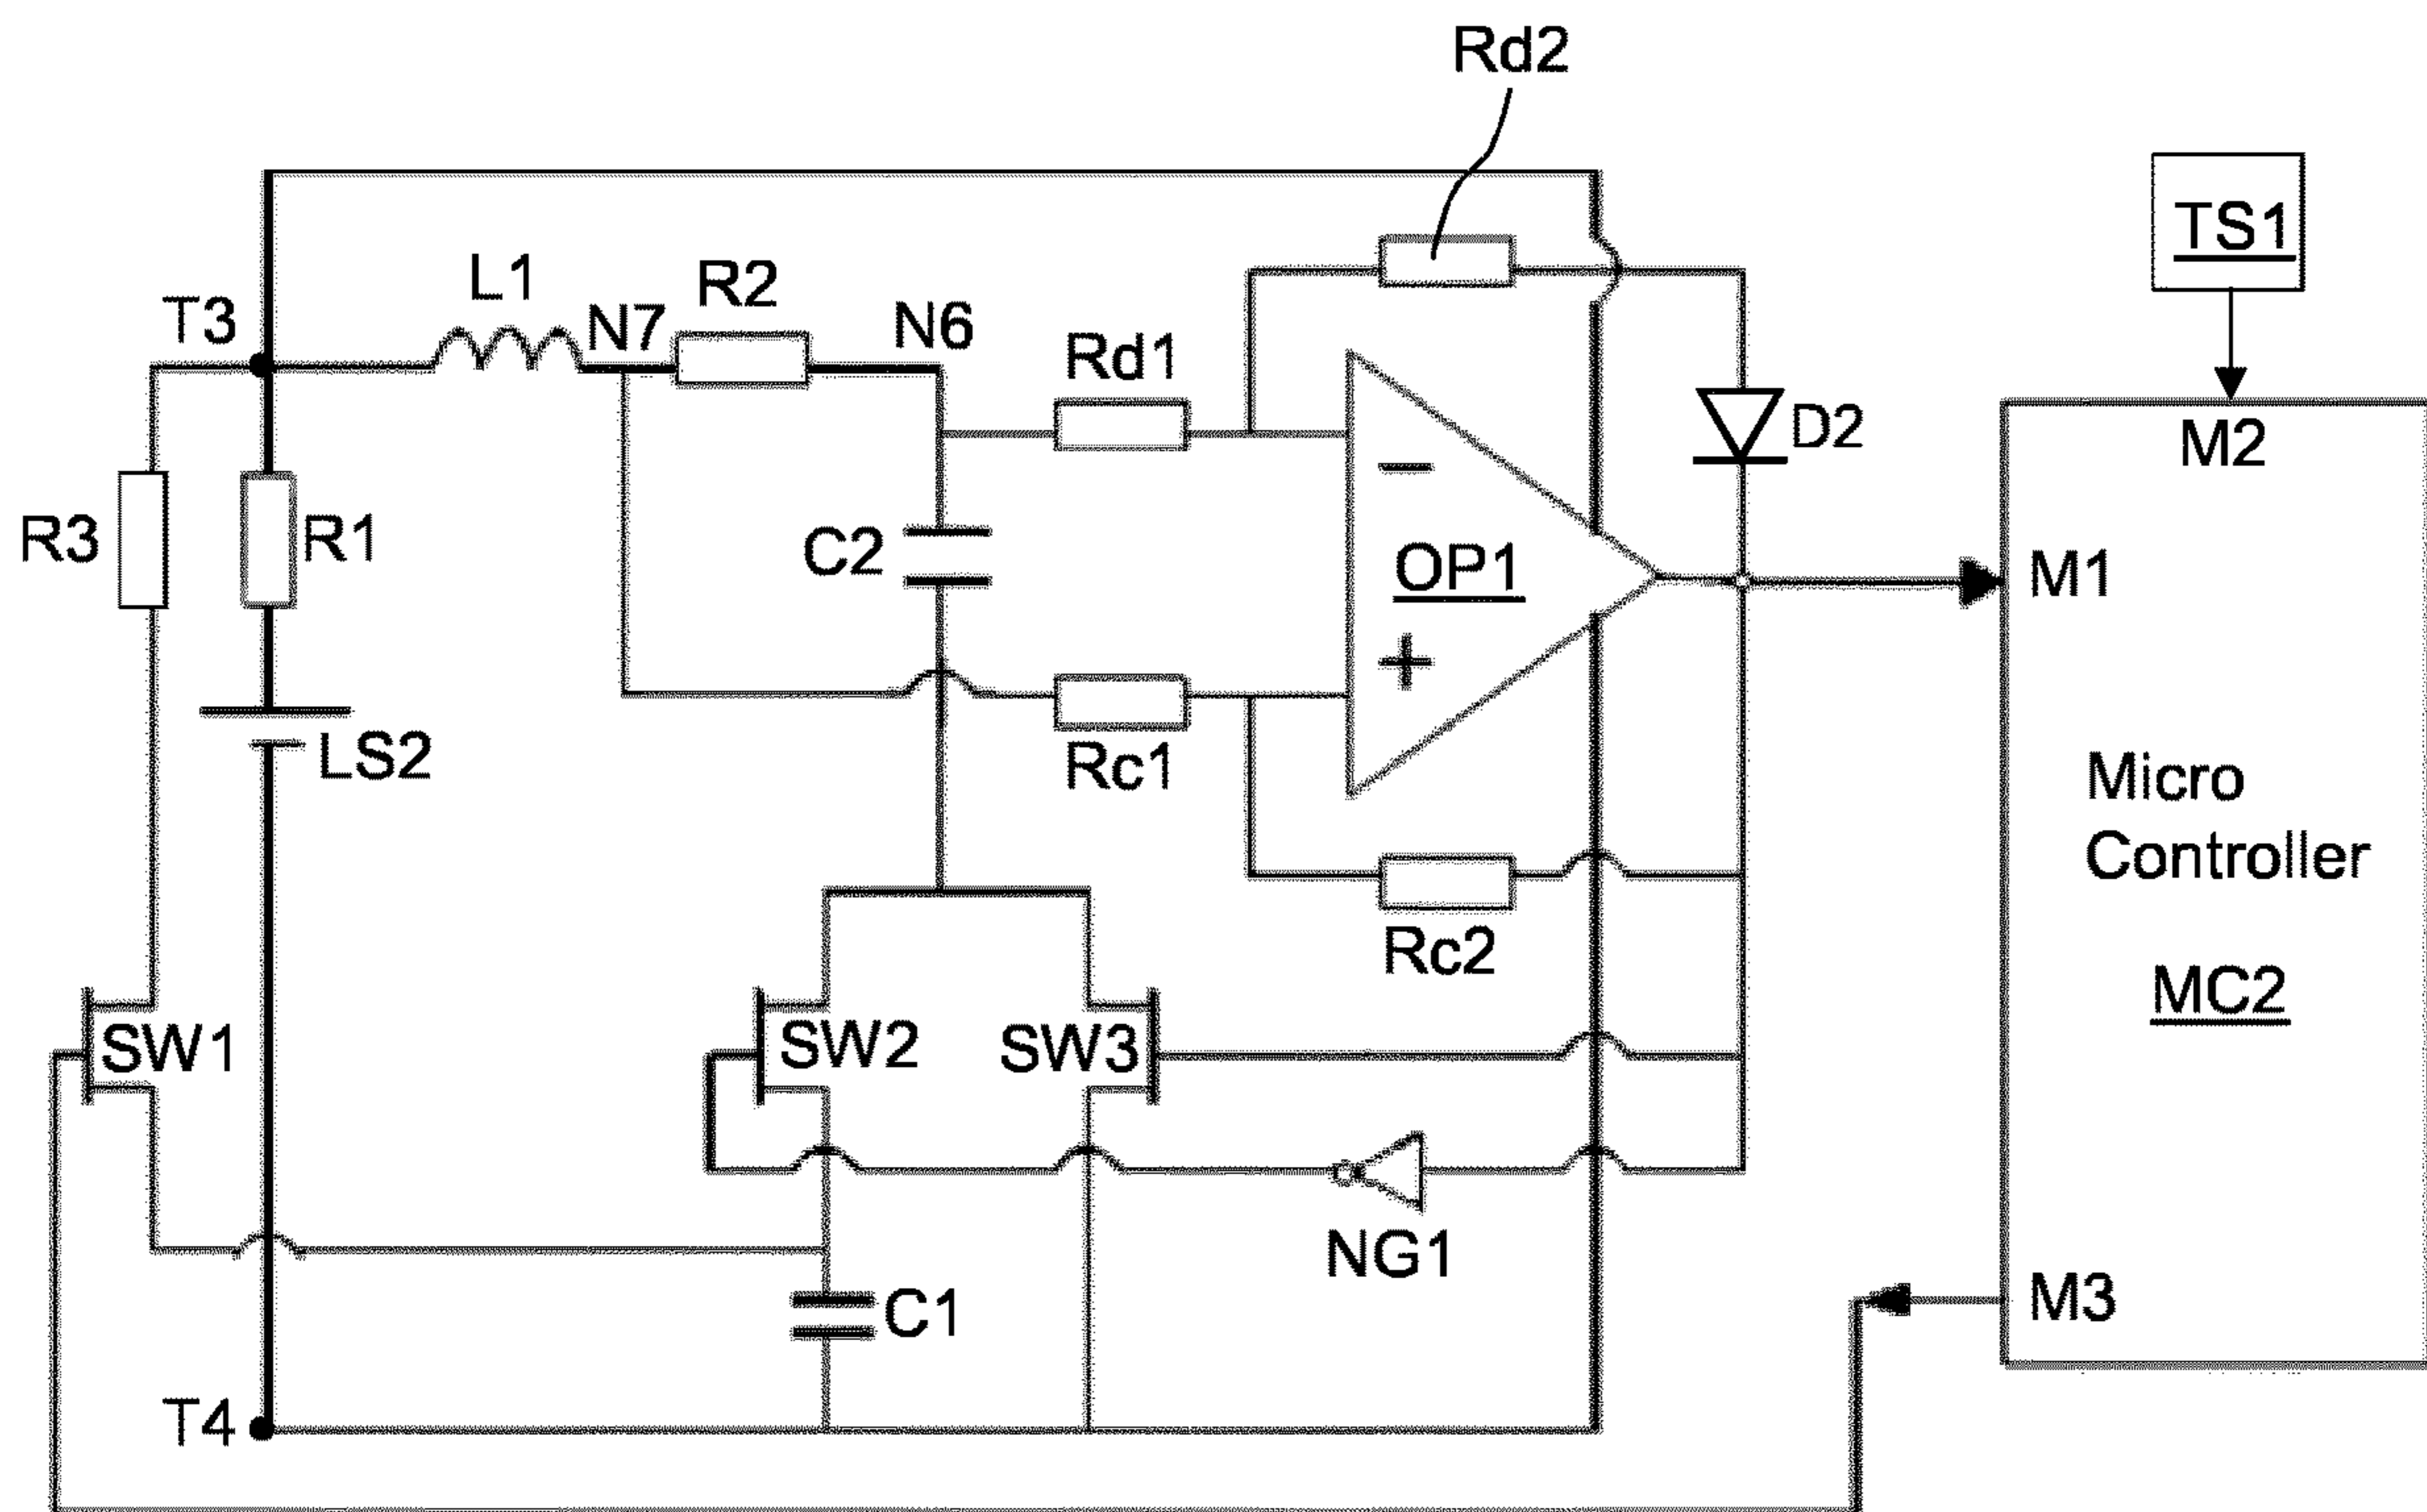 Rd2
TS1
L1
R2
T3
N7
N6
Rd1
D2
M2
R3
R1
C2
OP1
M1
−
+
LS2
Rc1
Micro
Controller
Rc2
MC2
SW1
SW2
SW3
NG1
C1
M3
T4